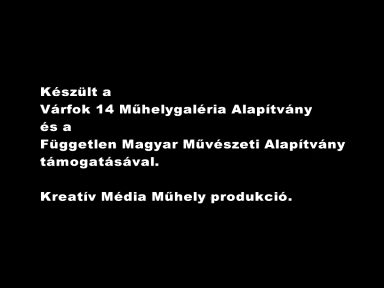 Készült a
Várfok 14 Műhelygaléria Alapítvány
és a
Független Magyar Művészeti Alapítvány
támogatásával.
Kreatív Média Műhely produkció.